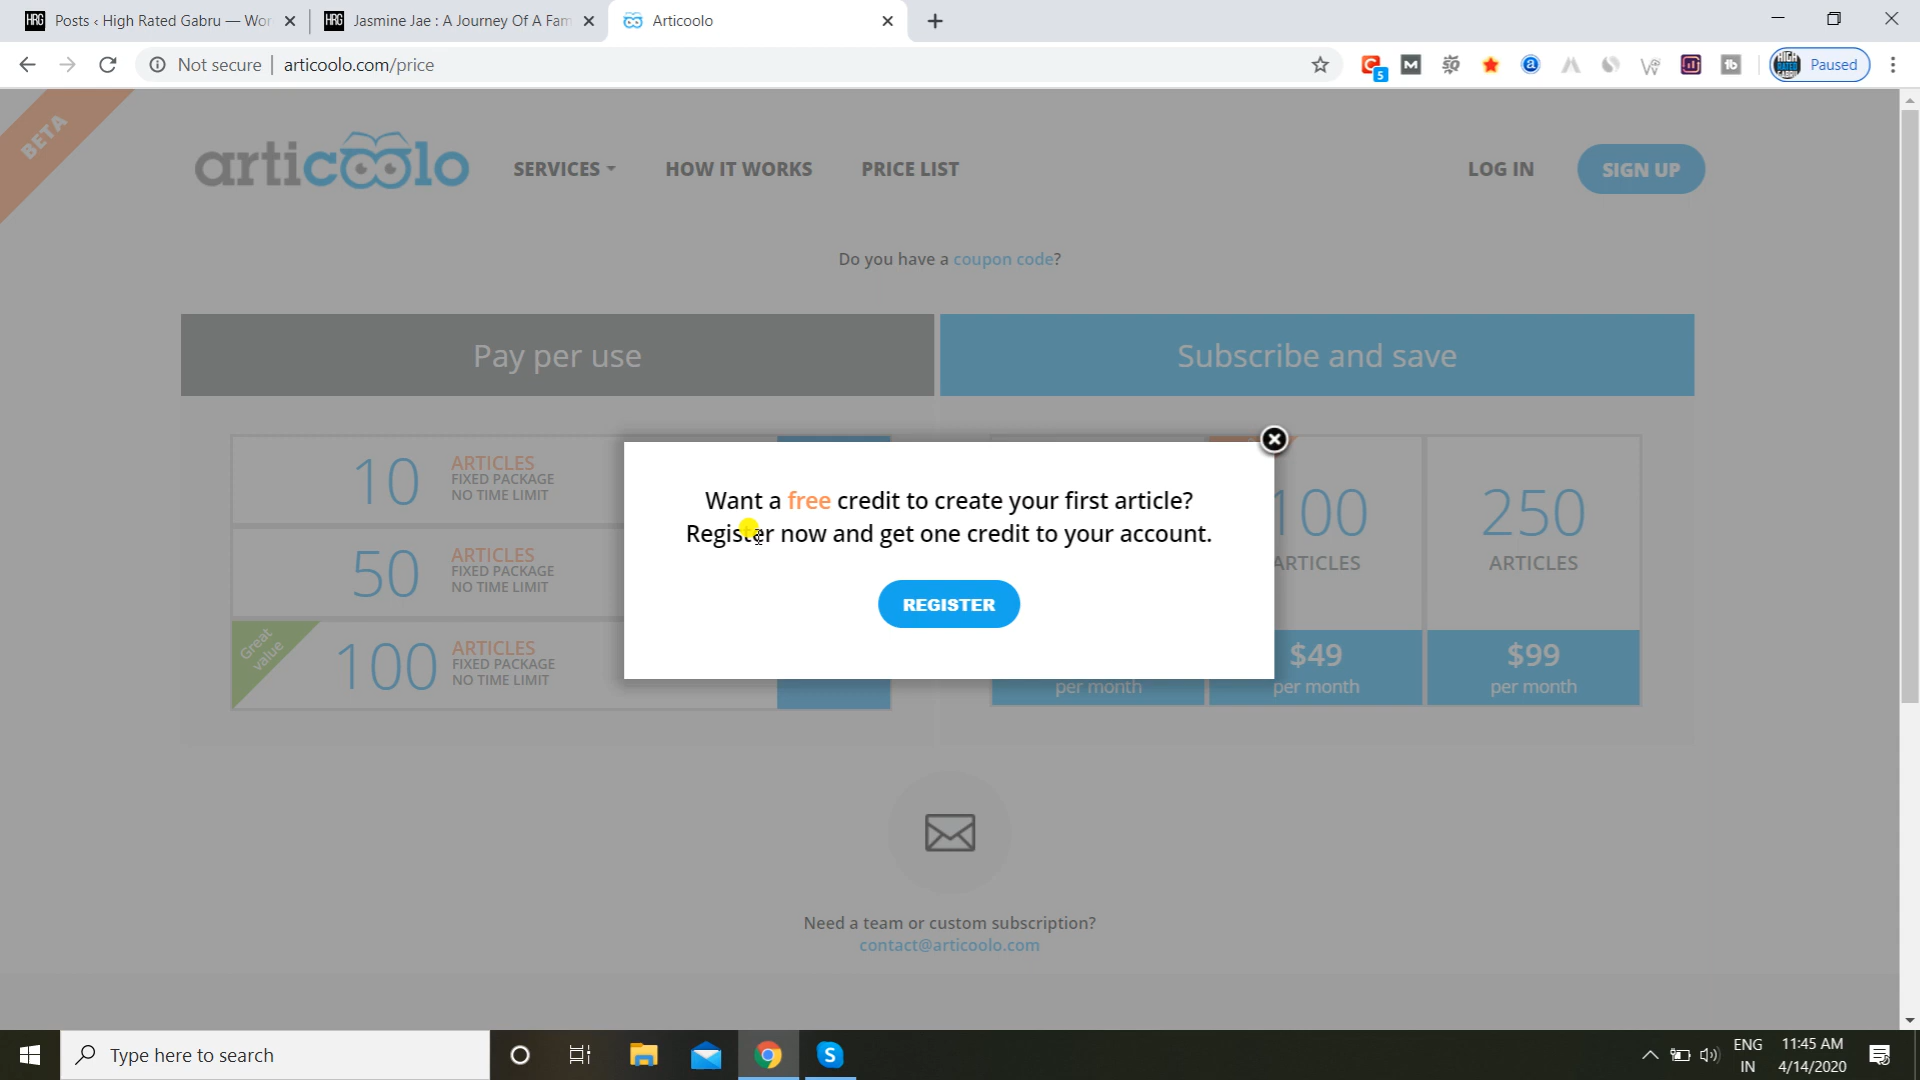 Posts ‹ High Rated Gabru — Wor
Jasmine Jae : A Journey Of A Fam
Articoolo
Not secure
articoolo.com/price
5
Paused
BETA
articoolo
SERVICES
HOW IT WORKS
PRICE LIST
LOG IN
SIGN UP
Do you have a coupon code?
Pay per use
Subscribe and save
10
ARTICLES
FIXED PACKAGE
NO TIME LIMIT
50
ARTICLES
FIXED PACKAGE
NO TIME LIMIT
Great value
100
ARTICLES
FIXED PACKAGE
NO TIME LIMIT
Want a free credit to create your first article?
Register now and get one credit to your account.
REGISTER
per month
100
ARTICLES
$49
per month
250
ARTICLES
$99
per month
Need a team or custom subscription?
contact@articoolo.com
Type here to search
ENG
IN
11:45 AM
4/14/2020